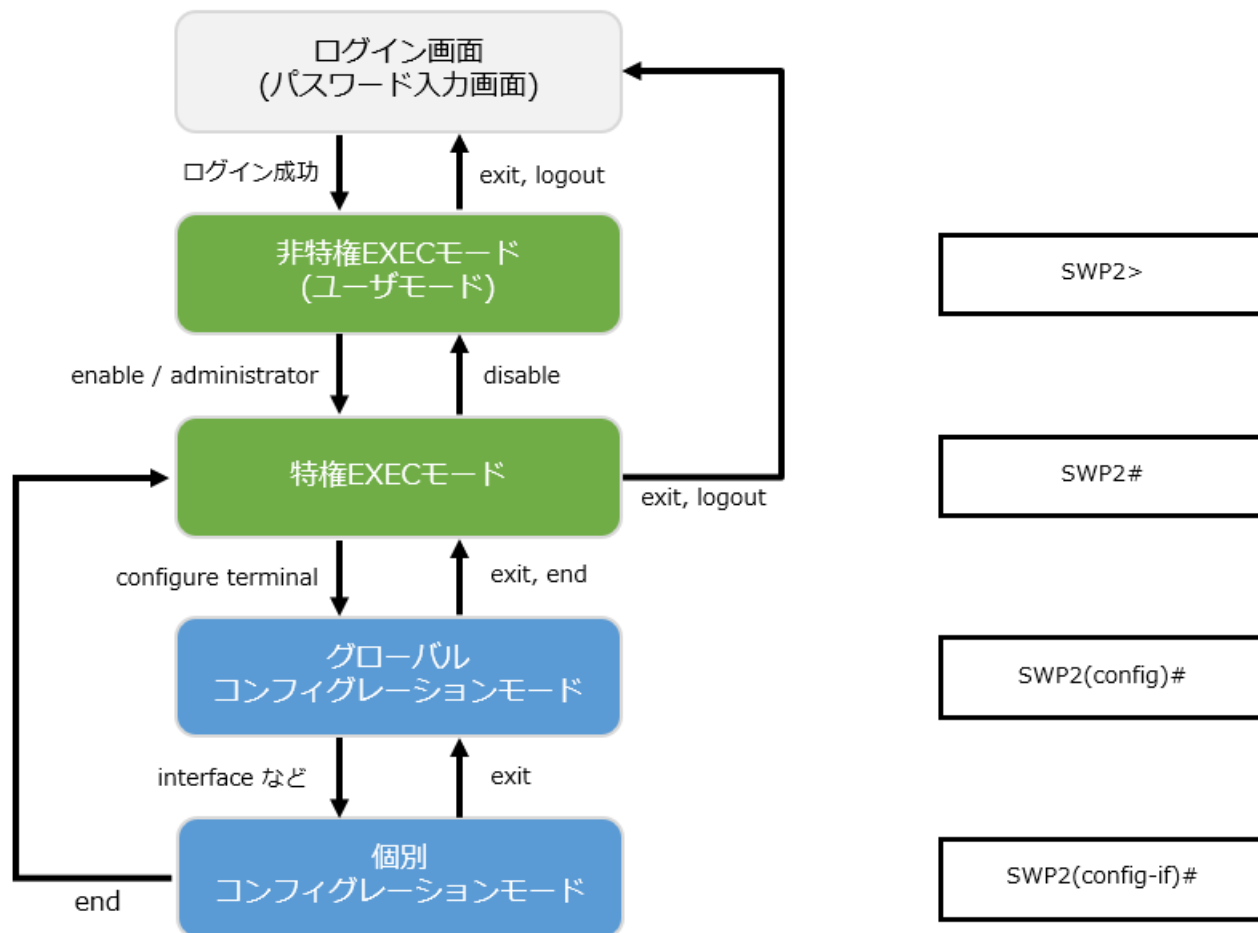 ログイン画面
(パスワード入力画面)
ログイン成功
exit, logout
非特権EXECモード
(ユーザモード)
SWP2>
enable / administrator
disable
特権EXECモード
SWP2#
exit, logout
configure terminal
exit, end
グローバル
コンフィグレーションモード
SWP2(config)#
interface など
exit
個別
コンフィグレーションモード
SWP2(config-if)#
end